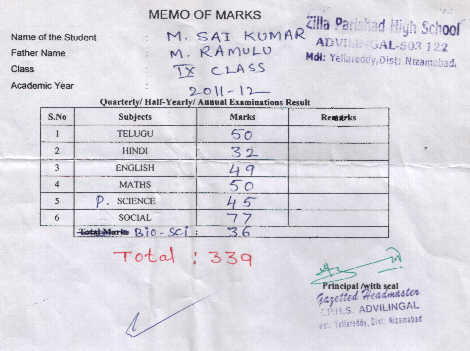 MEMO OF MARKS
Zilla Parishad High School
ADVILINGAL-503 122
Mdl: Yellareddy, Dist: Nizamabad.
Name of the Student : M. SAI KUMAR
Father Name : M. RAMULU
Class : IX CLASS
Academic Year : 2011-12
Quarterly/ Half-Yearly/ Annual Examinations Result
S.No Subjects Marks Remarks
1 TELUGU 50
2 HINDI 32
3 ENGLISH 49
4 MATHS 50
5 P. SCIENCE 45
6 SOCIAL 77
Total Marks Bio-Sci : 36
Total : 339
Principal /with seal
Gazetted Headmaster
Z.P.H.S. ADVILINGAL
Yellareddy, Dist: Nizamabad